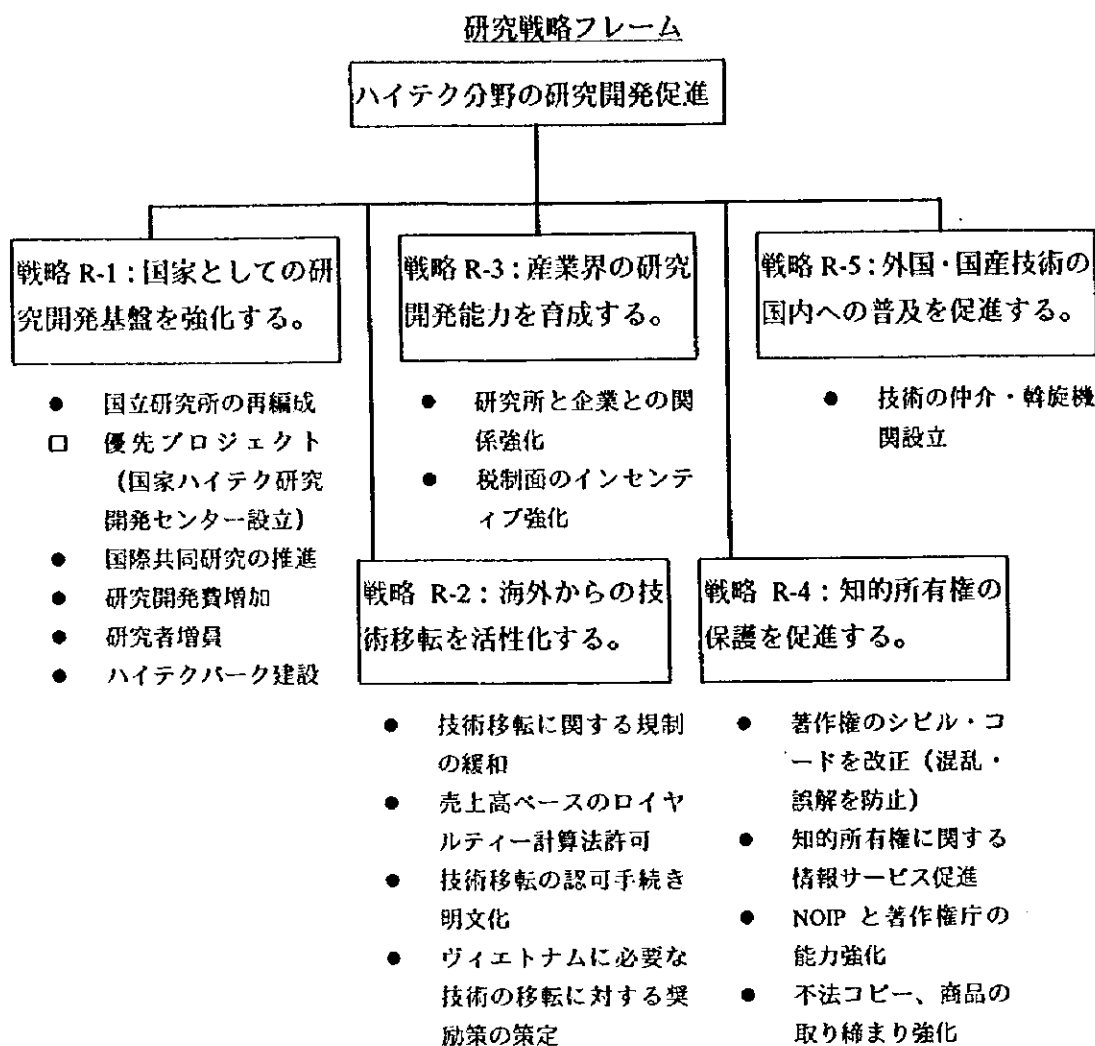 研究戦略フレーム
ハイテク分野の研究開発促進
戦略 R-1：国家としての研
究開発基盤を強化する。
● 国立研究所の再編成
□ 優先プロジェクト
（国家ハイテク研究
開発センター設立）
● 国際共同研究の推進
● 研究開発費増加
● 研究者増員
● ハイテクパーク建設
戦略 R-3：産業界の研究
開発能力を育成する。
● 研究所と企業との関
係強化
● 税制面のインセンテ
ィブ強化
戦略 R-5：外国・国産技術の
国内への普及を促進する。
● 技術の仲介・斡旋機
関設立
戦略 R-2：海外からの技
術移転を活性化する。
● 技術移転に関する規制
の緩和
● 売上高ベースのロイヤ
ルティー計算法許可
● 技術移転の認可手続き
明文化
● ヴィエトナムに必要な
技術の移転に対する奨
励策の策定
戦略 R-4：知的所有権の
保護を促進する。
● 著作権のシビル・コ
ードを改正（混乱・
誤解を防止）
● 知的所有権に関する
情報サービス促進
● NOIP と著作権庁の
能力強化
● 不法コピー、商品の
取り締まり強化